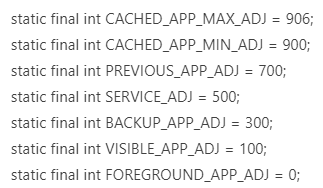 static final int CACHED_APP_MAX_ADJ = 906;
static final int CACHED_APP_MIN_ADJ = 900;
static final int PREVIOUS_APP_ADJ = 700;
static final int SERVICE_ADJ = 500;
static final int BACKUP_APP_ADJ = 300;
static final int VISIBLE_APP_ADJ = 100;
static final int FOREGROUND_APP_ADJ = 0;